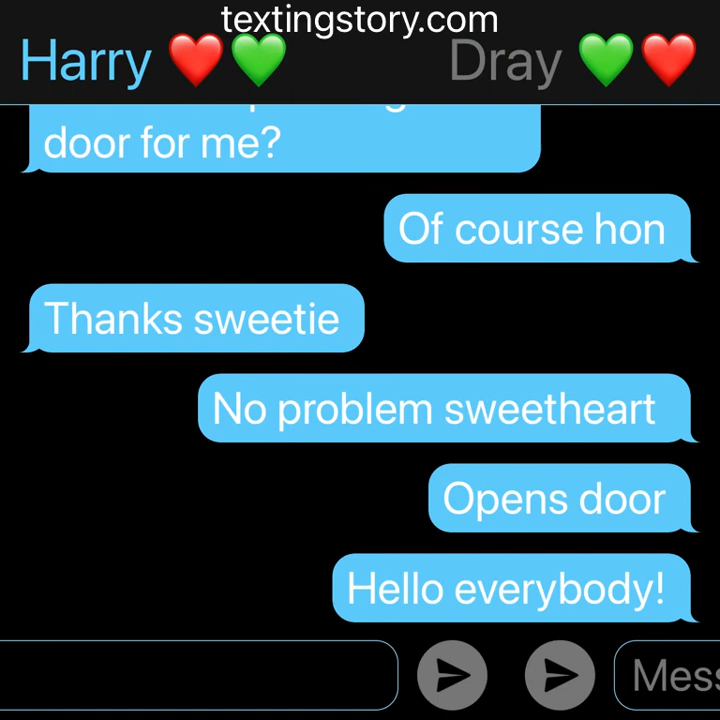 textingstory.com
Harry ❤️💚 Dray 💚❤️
door for me?
Of course hon
Thanks sweetie
No problem sweetheart
Opens door
Hello everybody!
Mess